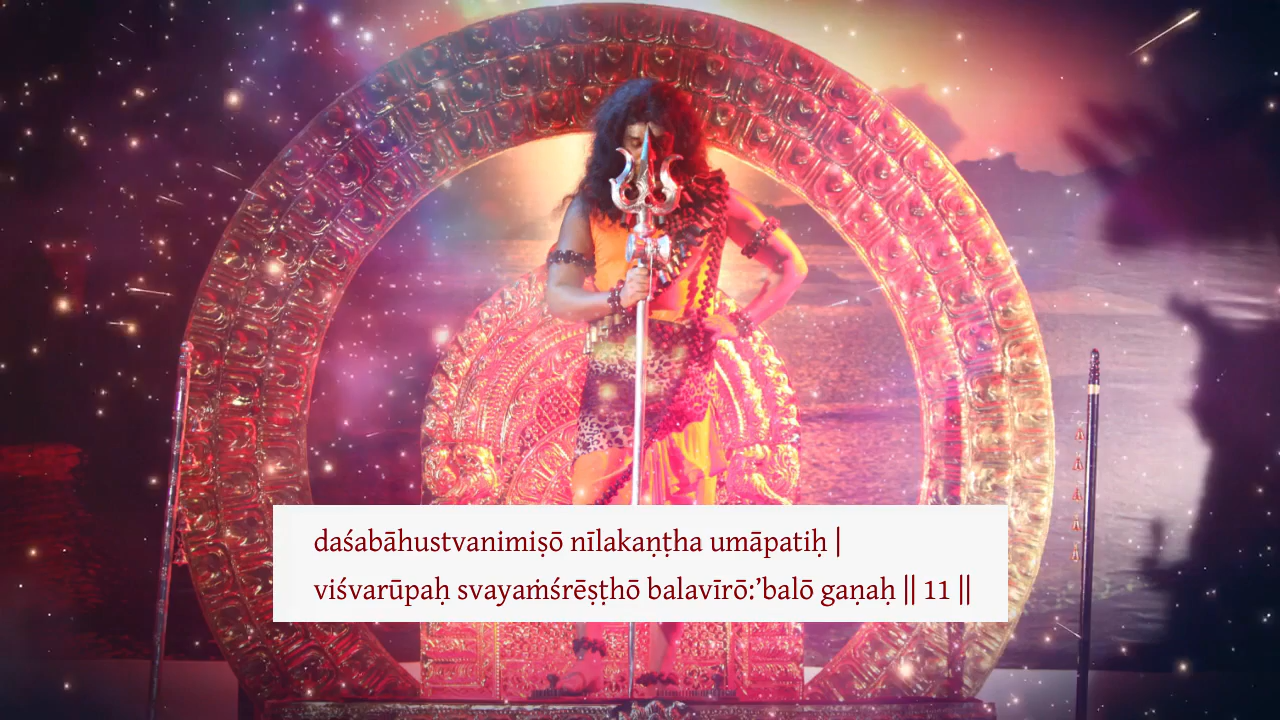 daśabāhustvanimiṣō nīlakaṇṭha umāpatiḥ |
viśvarūpaḥ svayaṁśrēṣṭhō balavīrō:’balō gaṇaḥ || 11 ||